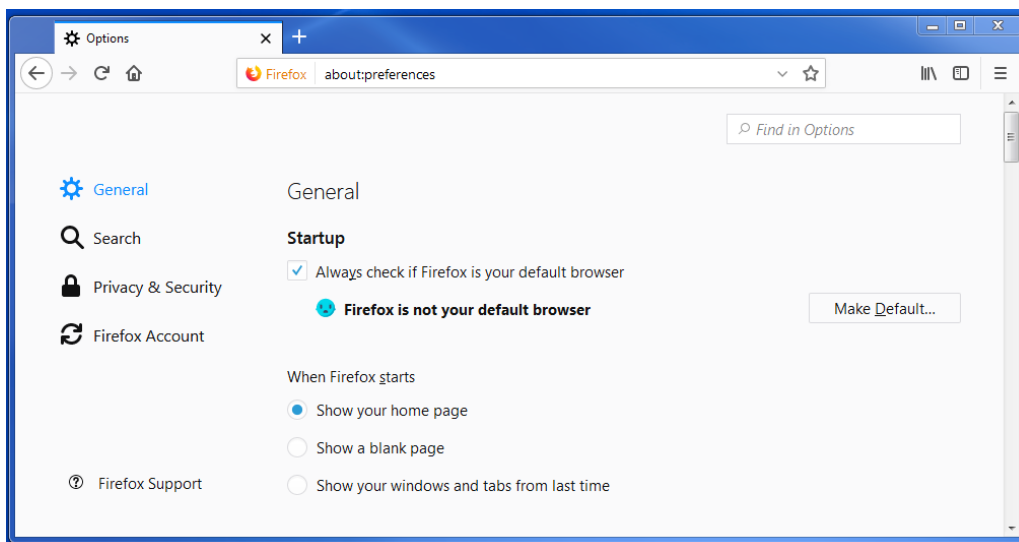 Options
Firefox about:preferences
Find in Options
General
Search
Privacy & Security
Firefox Account
Firefox Support
General
Startup
Always check if Firefox is your default browser
Firefox is not your default browser
Make Default...
When Firefox starts
Show your home page
Show a blank page
Show your windows and tabs from last time